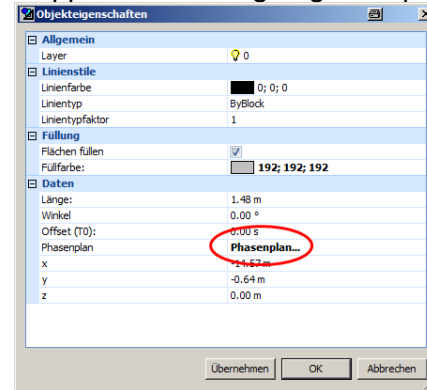 Objekteigenschaften
Allgemein
Layer 0
Linienstile
Linienfarbe 0; 0; 0
Linientyp ByBlock
Linientypfaktor 1
Füllung
Flächen füllen
Füllfarbe: 192; 192; 192
Daten
Länge: 1.48 m
Winkel 0.00 °
Offset (T0): 0.00 s
Phasenplan Phasenplan...
x -14.57 m
y -0.64 m
z 0.00 m
Übernehmen OK Abbrechen